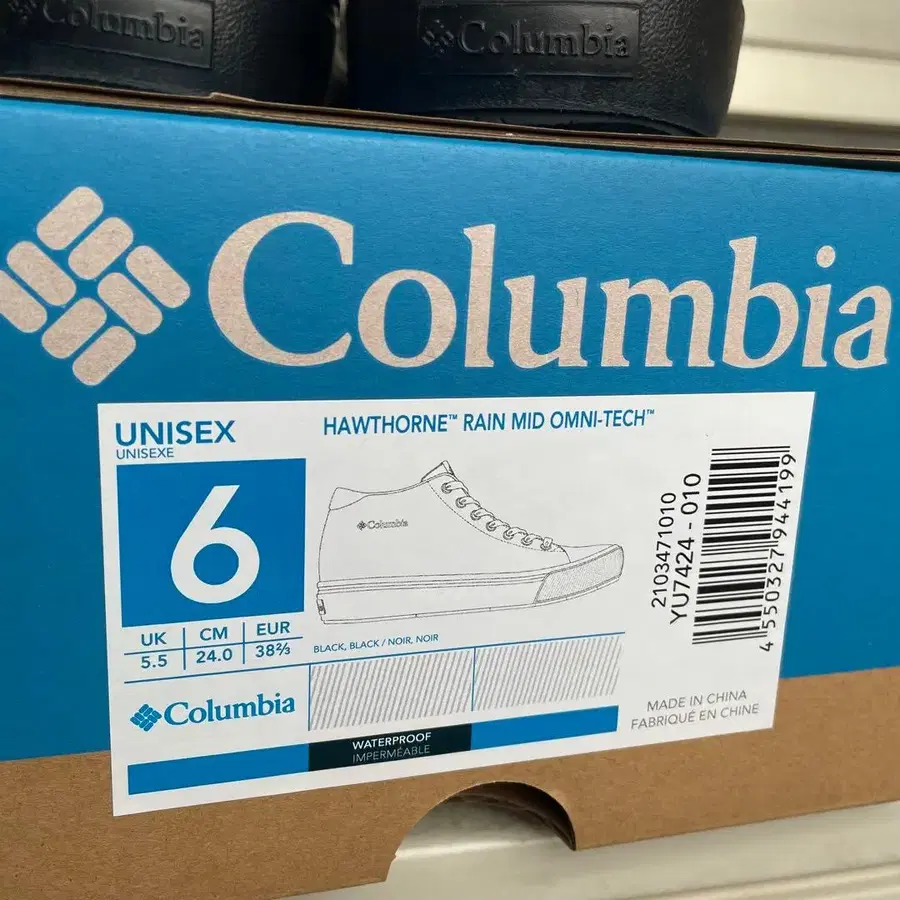 Columbia
Columbia
Columbia
UNISEX
UNISEXE
HAWTHORNE™ RAIN MID OMNI-TECH™
6
Columbia
UK CM EUR
5.5 24.0 38⅔
BLACK, BLACK / NOIR, NOIR
Columbia
WATERPROOF
IMPERMÉABLE
2103471010
YU7424 - 010
4 550327 944199
MADE IN CHINA
FABRIQUÉ EN CHINE